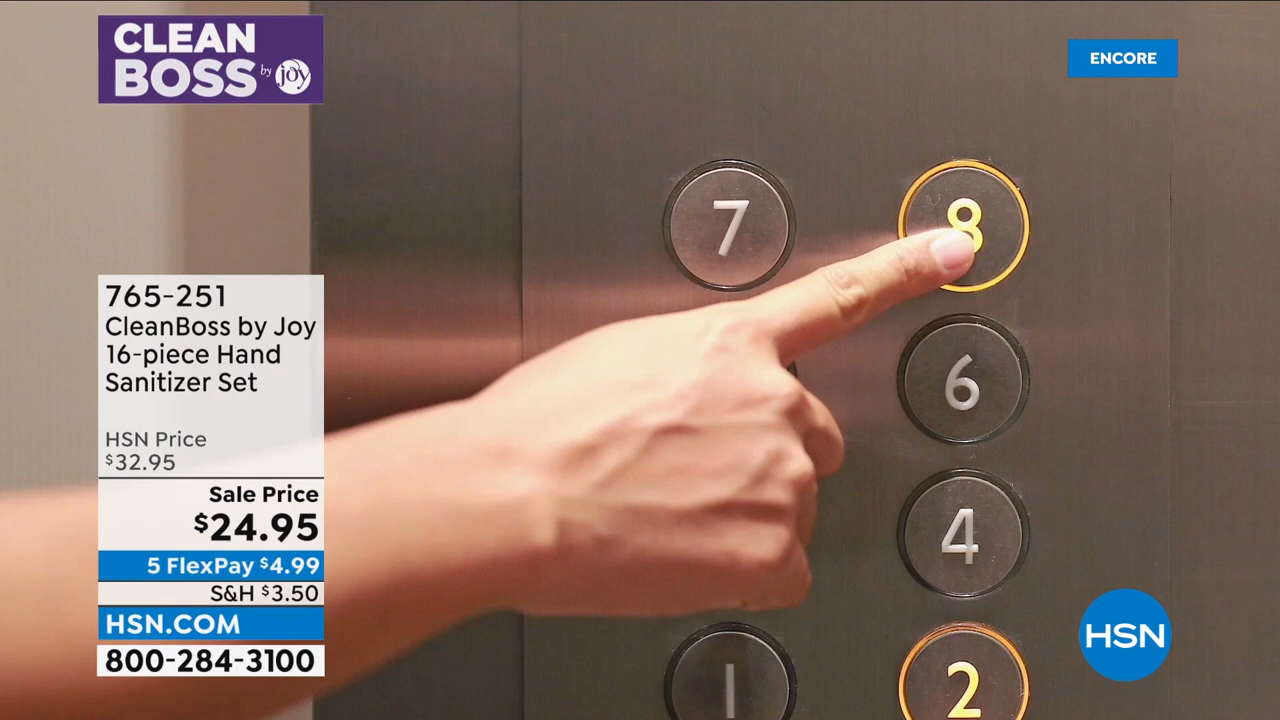 CLEAN
BOSS by joy
ENCORE
7
8
6
4
1
2
765-251
CleanBoss by Joy
16-piece Hand
Sanitizer Set
HSN Price
$32.95
Sale Price
$24.95
5 FlexPay $4.99
S&H $3.50
HSN.COM
800-284-3100
HSN